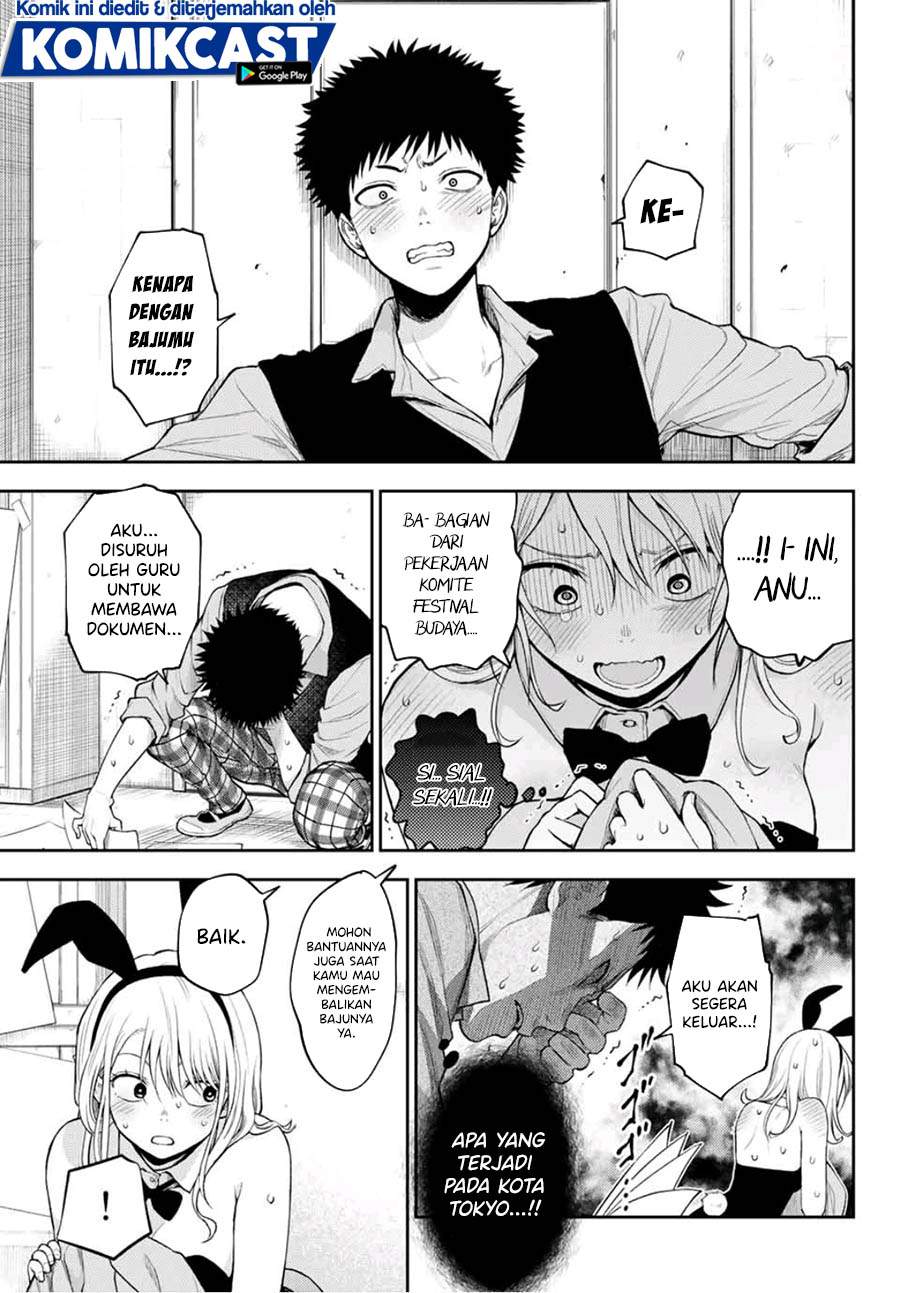 Komik ini diedit & diterjemahkan oleh
KOMIKCAST
GET IT ON
Google Play
KE-
KENAPA
DENGAN
BAJUMU
ITU...!?
.....!! I- INI,
ANU...
BA- BAGIAN
DARI
PEKERJAAN
KOMITE
FESTIVAL
BUDAYA....
SI... SIAL
SEKALI..!!
AKU...
DISURUH
OLEH GURU
UNTUK
MEMBAWA
DOKUMEN...
AKU AKAN
SEGERA
KELUAR...!
APA YANG
TERJADI
PADA KOTA
TOKYO...!!
MOHON
BANTUANNYA
JUGA SAAT
KAMU MAU
MENGEM-
BALIKAN
BAJUNYA
YA.
BAIK.
!